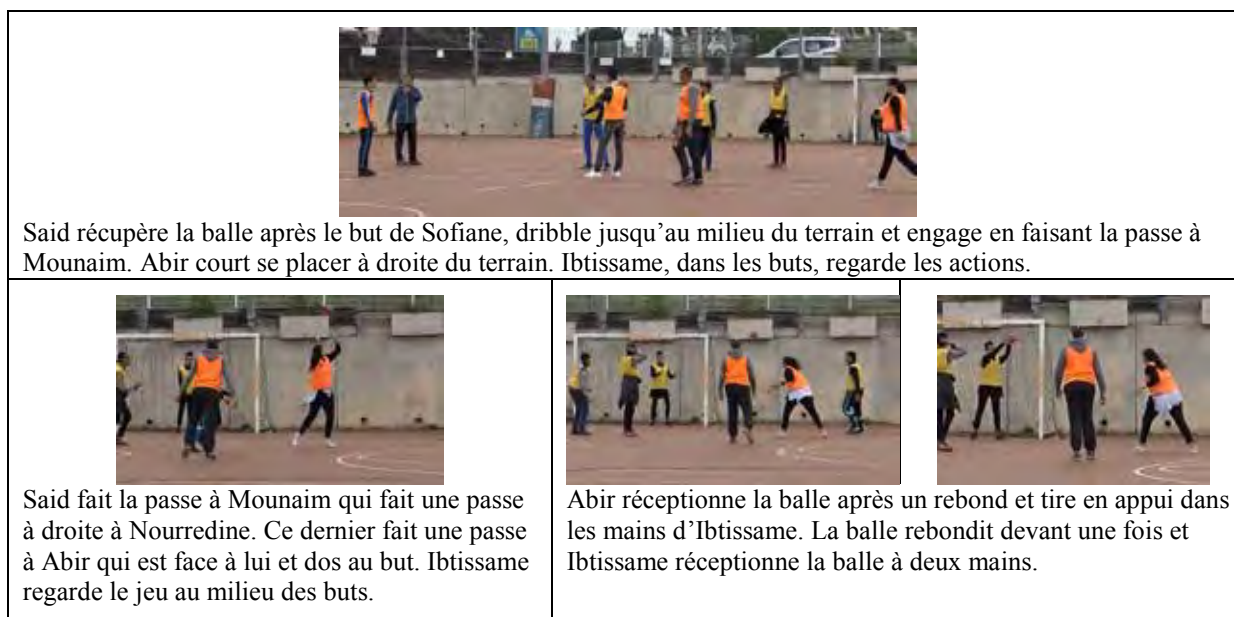 Said récupère la balle après le but de Sofiane, dribble jusqu’au milieu du terrain et engage en faisant la passe à
Mounaim. Abir court se placer à droite du terrain. Ibtissame, dans les buts, regarde les actions.
Said fait la passe à Mounaim qui fait une passe
à droite à Nourredine. Ce dernier fait une passe
à Abir qui est face à lui et dos au but. Ibtissame
regarde le jeu au milieu des buts.
Abir réceptionne la balle après un rebond et tire en appui dans
les mains d’Ibtissame. La balle rebondit devant une fois et
Ibtissame réceptionne la balle à deux mains.